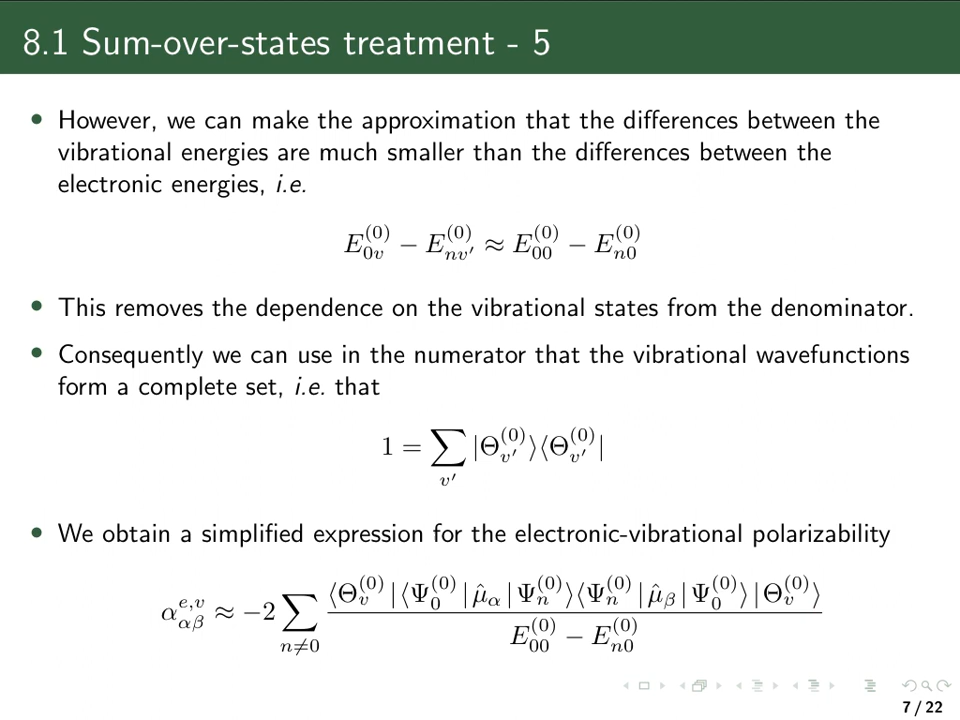 8.1 Sum-over-states treatment - 5
• However, we can make the approximation that the differences between the
vibrational energies are much smaller than the differences between the
electronic energies, i.e.
E_{0v}^{(0)} − E_{nv′}^{(0)} ≈ E_{00}^{(0)} − E_{n0}^{(0)}
• This removes the dependence on the vibrational states from the denominator.
• Consequently we can use in the numerator that the vibrational wavefunctions
form a complete set, i.e. that
1 = ∑_{v′} |Θ_{v′}^{(0)}⟩⟨Θ_{v′}^{(0)}|
• We obtain a simplified expression for the electronic-vibrational polarizability
α_{αβ}^{e,v} ≈ −2 ∑_{n≠0} \frac{⟨Θ_v^{(0)} | ⟨Ψ_0^{(0)} | μ̂_α | Ψ_n^{(0)}⟩⟨Ψ_n^{(0)} | μ̂_β | Ψ_0^{(0)}⟩ | Θ_v^{(0)}⟩}{E_{00}^{(0)} − E_{n0}^{(0)}}
7 / 22